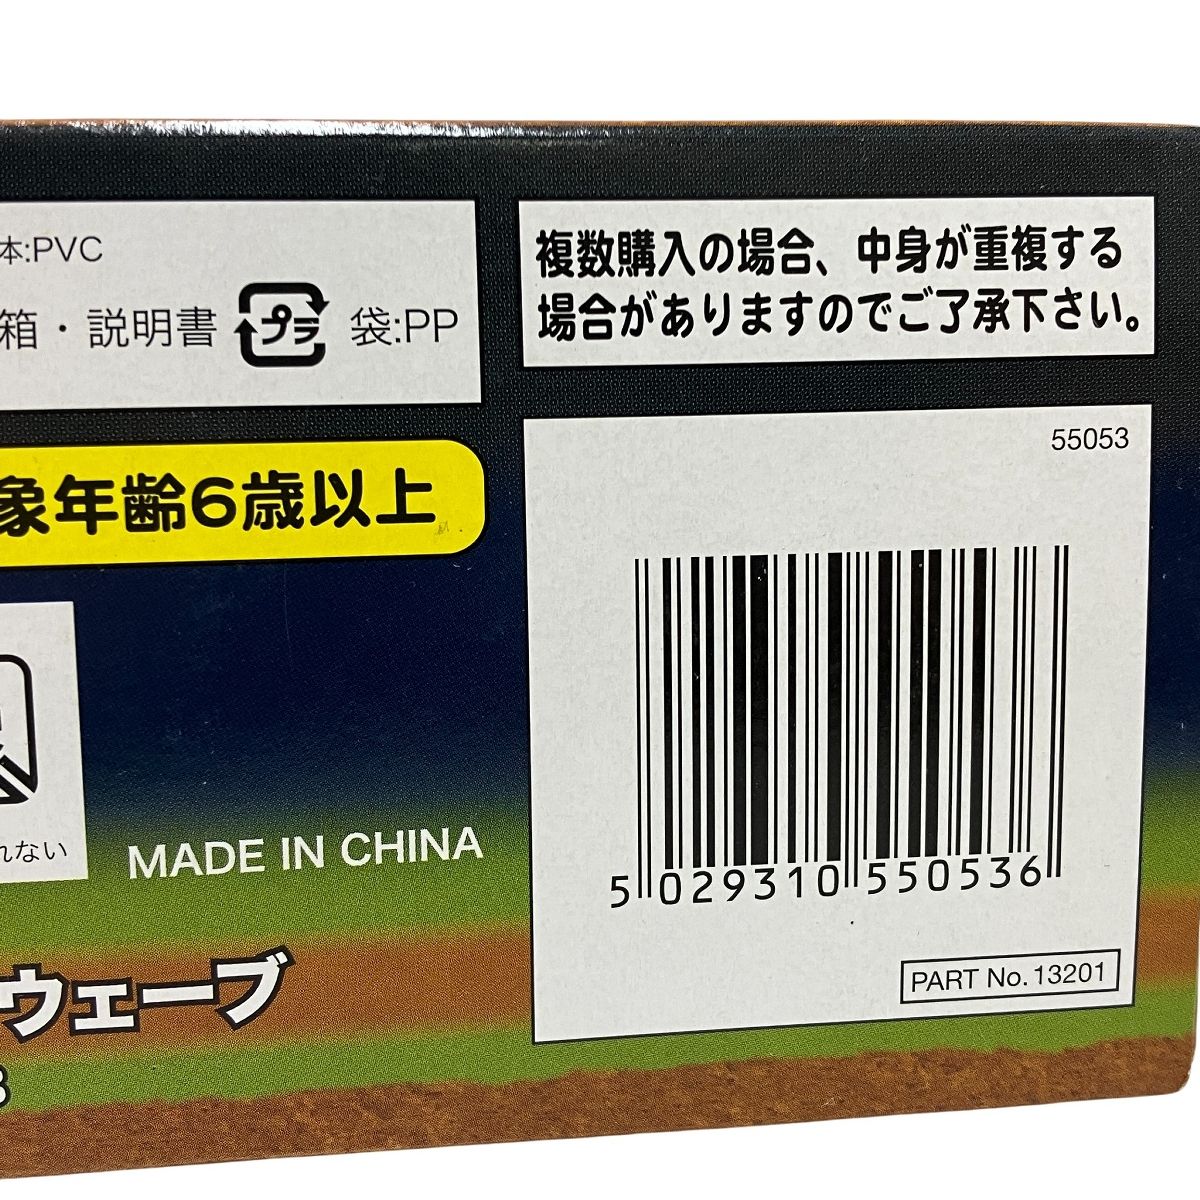 本:PVC
箱・説明書 プラ 袋:PP
象年齢6歳以上
れない
MADE IN CHINA
ウェーブ
3
複数購入の場合、中身が重複する
場合がありますのでご了承下さい。
55053
5 029310 550536
PART No. 13201